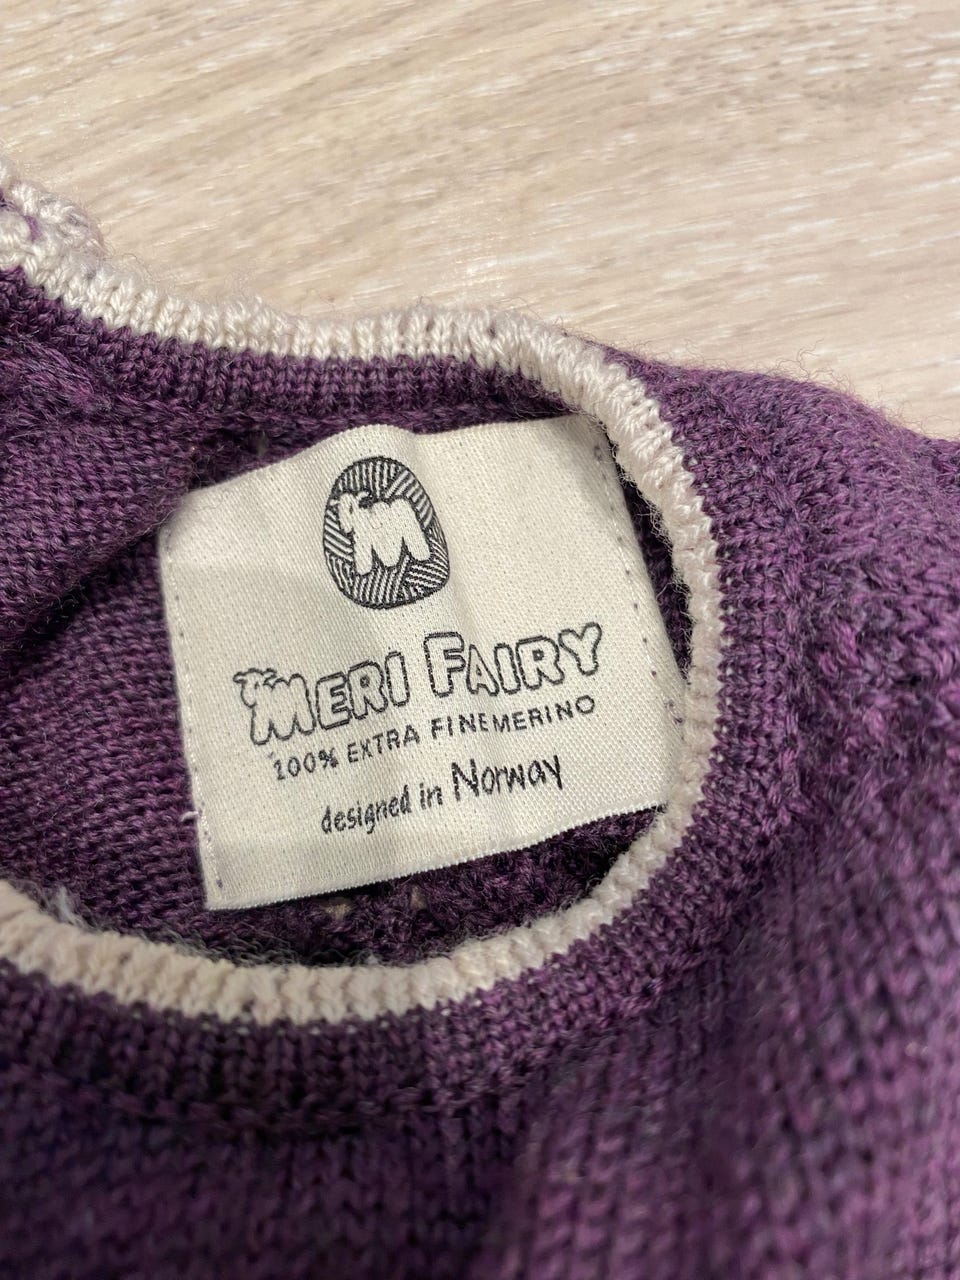 M
MERI FAIRY
100% EXTRA FINEMERINO
designed in Norway